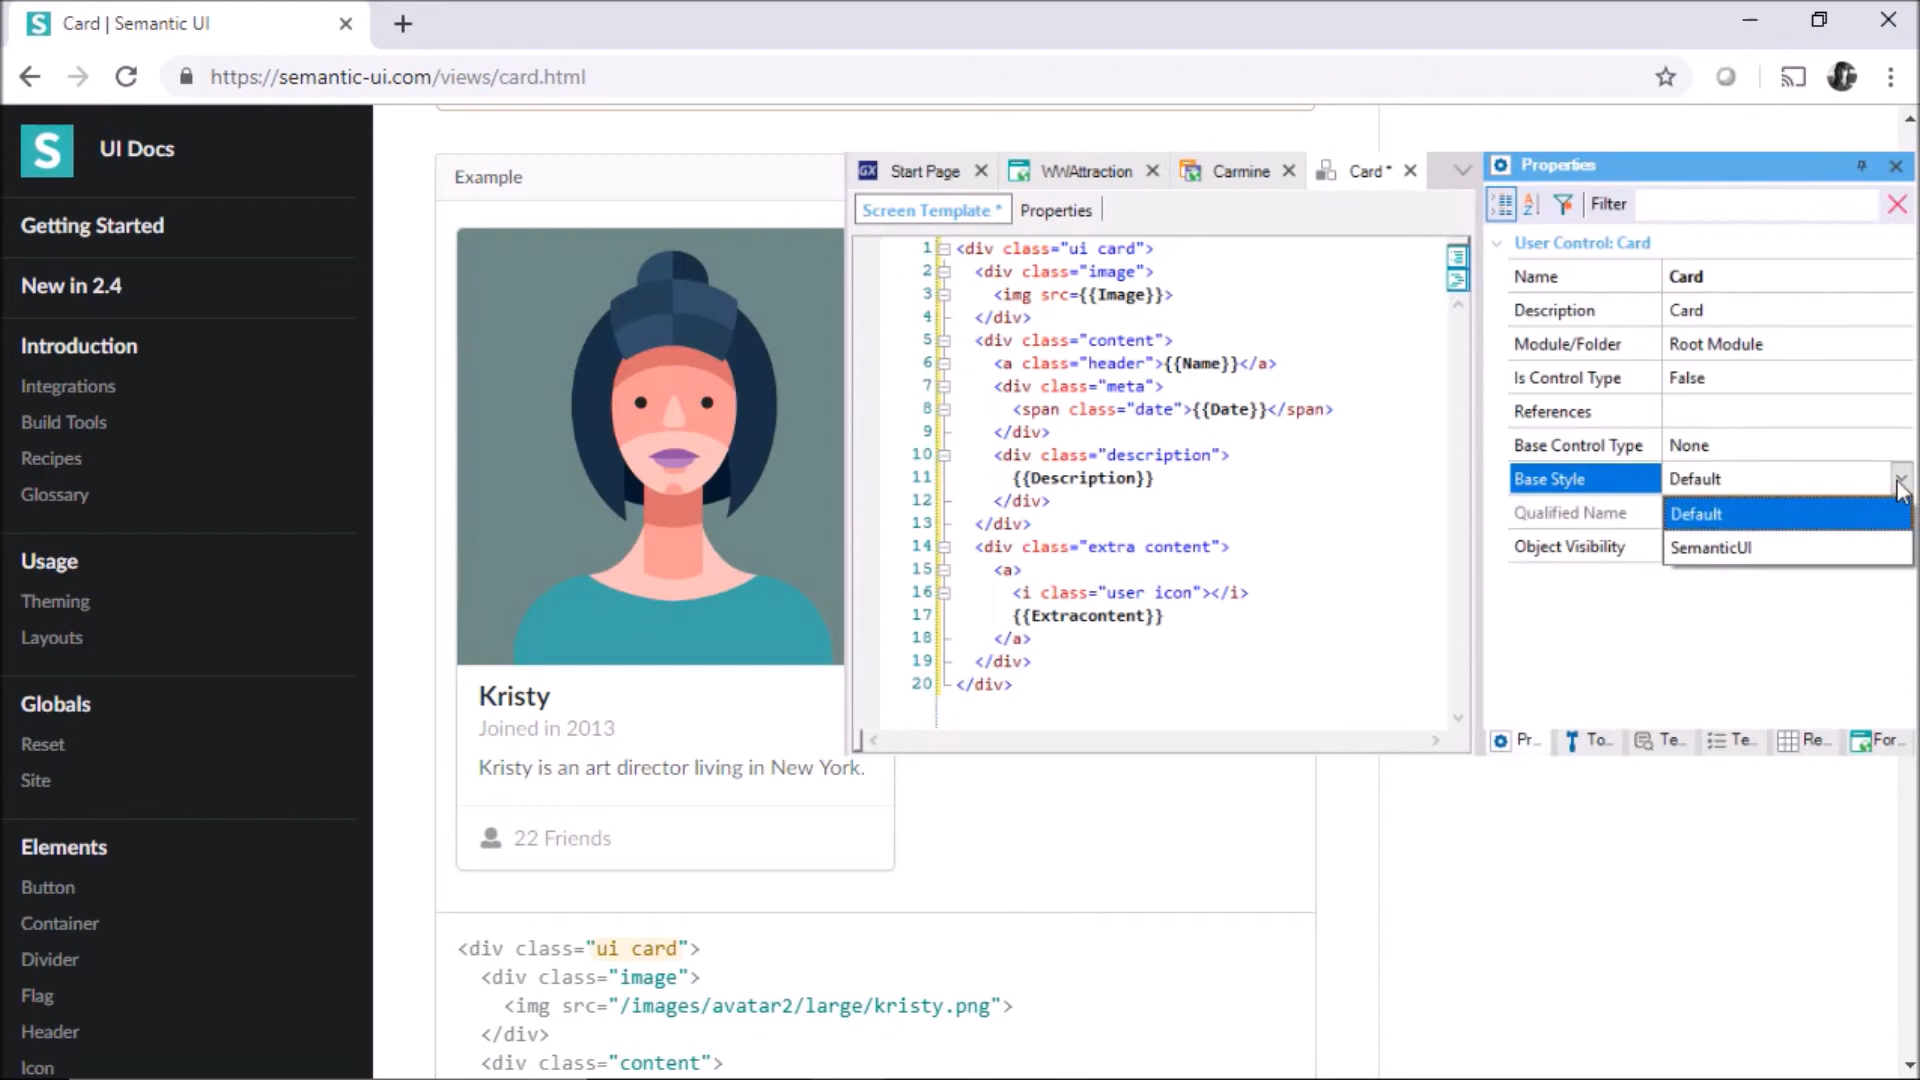 Card | Semantic UI
https://semantic-ui.com/views/card.html
S
UI Docs
Getting Started
New in 2.4
Introduction
Integrations
Build Tools
Recipes
Glossary
Usage
Theming
Layouts
Globals
Reset
Site
Elements
Button
Container
Divider
Flag
Header
Icon
Example
Kristy
Joined in 2013
Kristy is an art director living in New York.
22 Friends
<div class="ui card">
<div class="image">
<img src="/images/avatar2/large/kristy.png">
</div>
<div class="content">
GX Start Page WWAttraction Carmine Card *
Screen Template * Properties
1 <div class="ui card">
2 <div class="image">
3 <img src={{Image}}>
4 </div>
5 <div class="content">
6 <a class="header">{{Name}}</a>
7 <div class="meta">
8 <span class="date">{{Date}}</span>
9 </div>
10 <div class="description">
11 {{Description}}
12 </div>
13 </div>
14 <div class="extra content">
15 <a>
16 <i class="user icon"></i>
17 {{Extracontent}}
18 </a>
19 </div>
20 </div>
Properties
Filter
User Control: Card
Name Card
Description Card
Module/Folder Root Module
Is Control Type False
References
Base Control Type None
Base Style Default
Qualified Name Default
Object Visibility SemanticUI
Pr... To... Te... Te... Re... For...